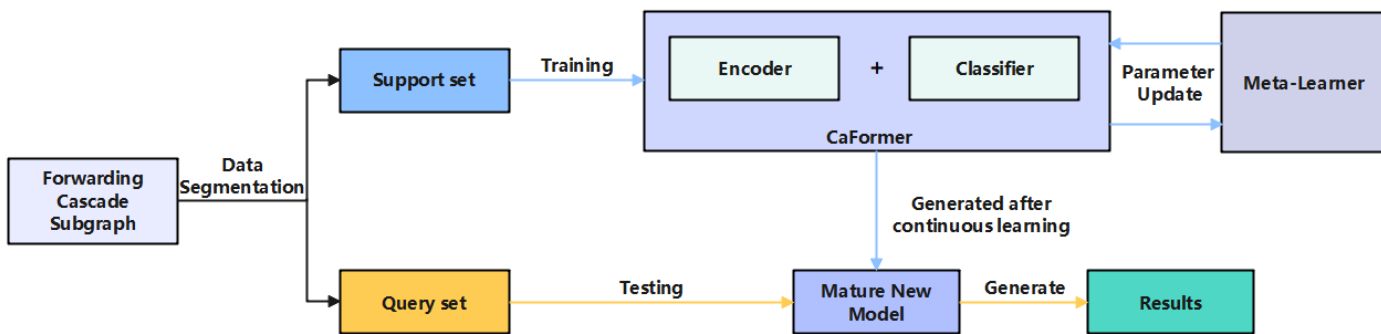 Support set
Training
Encoder
+
Classifier
CaFormer
Parameter
Update
Meta-Learner
Forwarding
Cascade
Subgraph
Data
Segmentation
Generated after
continuous learning
Query set
Testing
Mature New
Model
Generate
Results